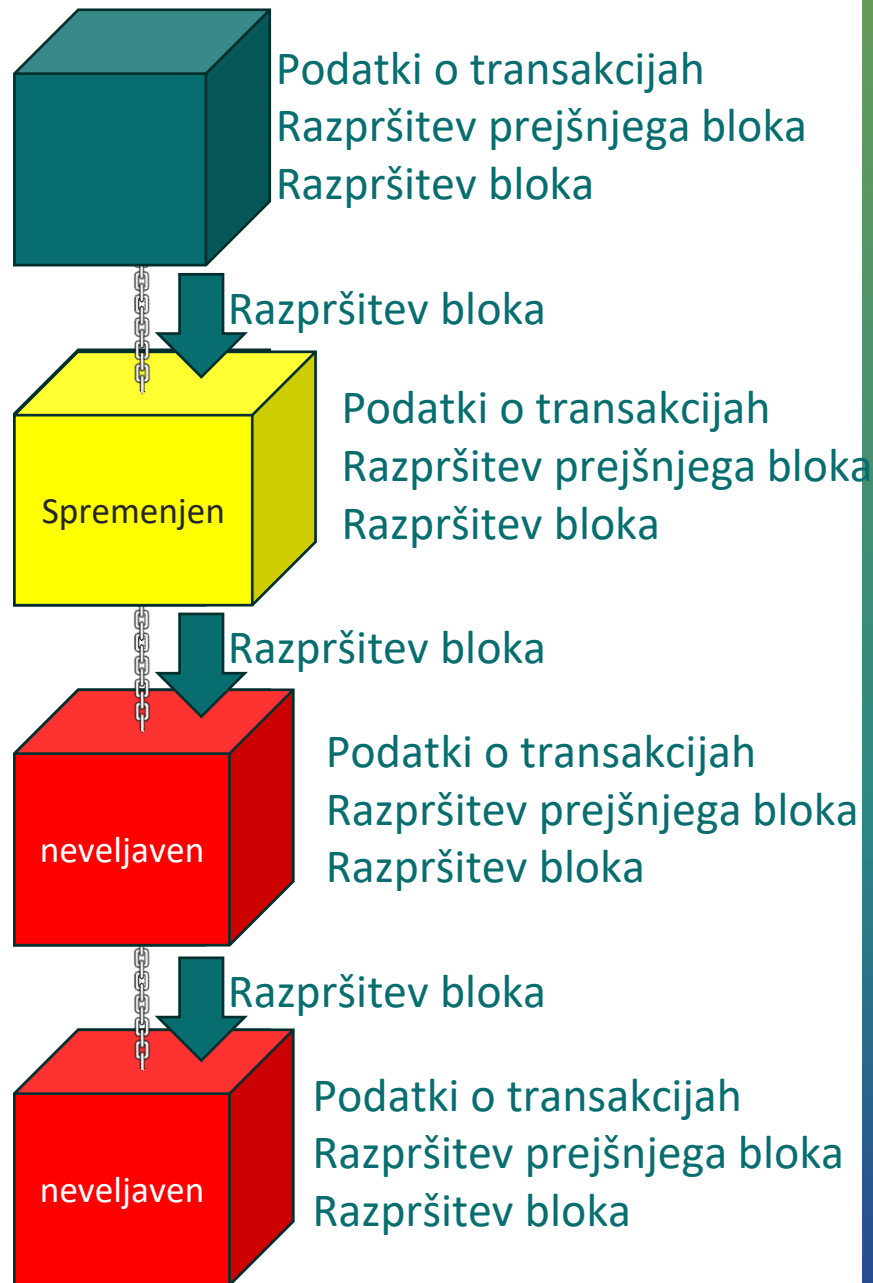 Podatki o transakcijah
Razpršitev prejšnjega bloka
Razpršitev bloka
Razpršitev bloka
Spremenjen
Podatki o transakcijah
Razpršitev prejšnjega bloka
Razpršitev bloka
Razpršitev bloka
neveljaven
Podatki o transakcijah
Razpršitev prejšnjega bloka
Razpršitev bloka
Razpršitev bloka
neveljaven
Podatki o transakcijah
Razpršitev prejšnjega bloka
Razpršitev bloka